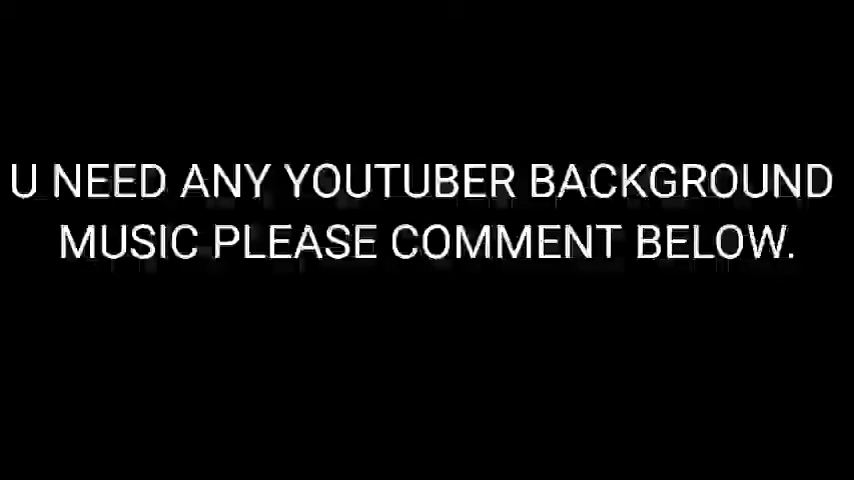 U NEED ANY YOUTUBER BACKGROUND
MUSIC PLEASE COMMENT BELOW.